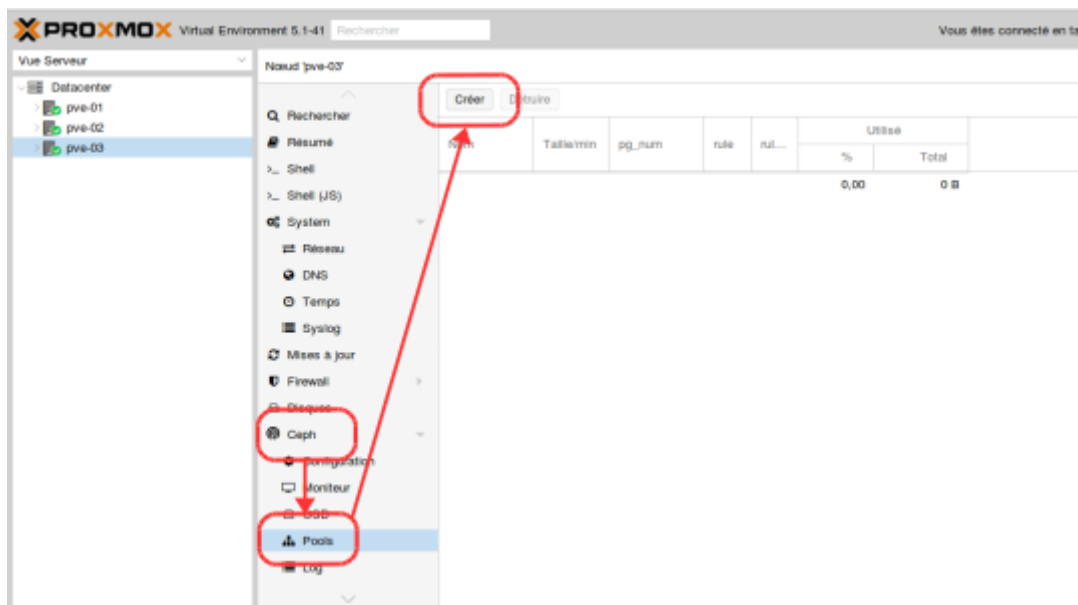 PROXMOX Virtual Environment 5.1-41 Rechercher
Vous êtes connecté en ta
Vue Serveur
Datacenter
pve-01
pve-02
pve-03
Nœud 'pve-03'
Rechercher
Résumé
>_ Shell
>_ Shell (JS)
System
Réseau
DNS
Temps
Syslog
Mises à jour
Firewall
Disques
Ceph
Configuration
Moniteur
OSD
Pools
Log
Créer Détruire
Nom Taille/min pg_num rule rul... Utilisé
% Total
0,00 0 B